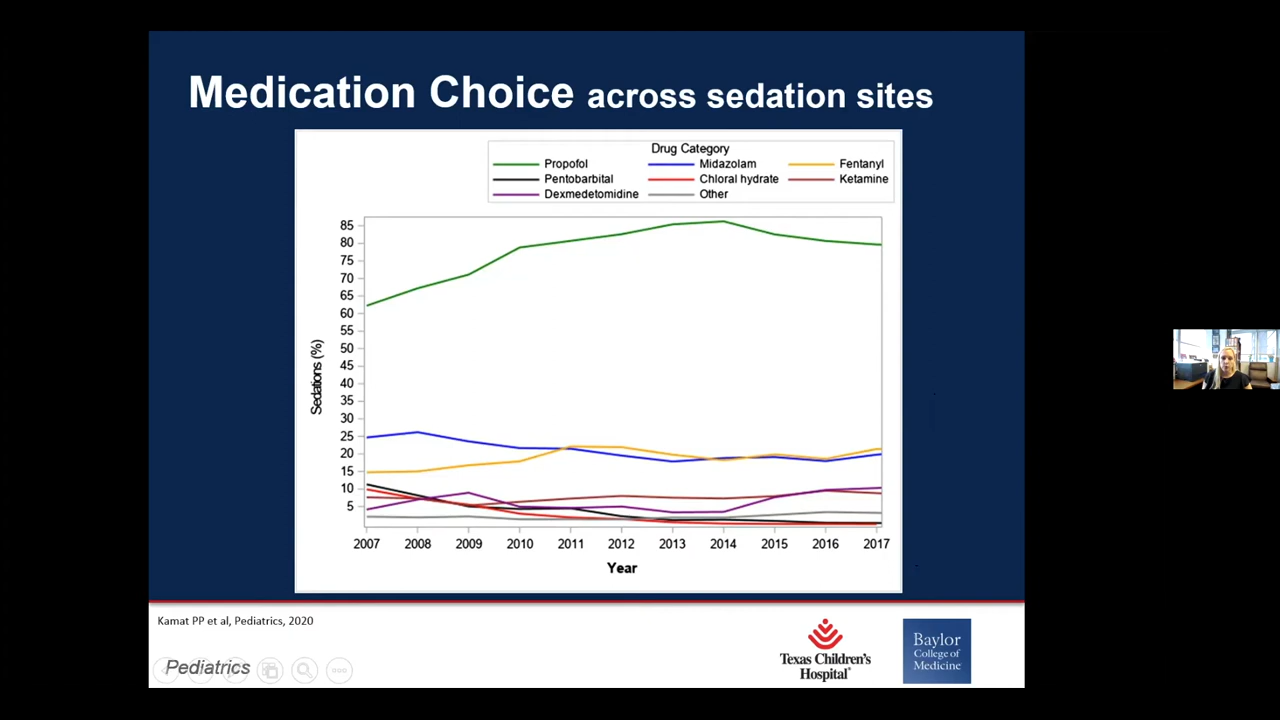 Medication Choice across sedation sites
Drug Category
Propofol
Midazolam
Fentanyl
Pentobarbital
Chloral hydrate
Ketamine
Dexmedetomidine
Other
Sedations (%)
85
80
75
70
65
60
55
50
45
40
35
30
25
20
15
10
5
2007 2008 2009 2010 2011 2012 2013 2014 2015 2016 2017
Year
Kamat PP et al, Pediatrics, 2020
Pediatrics
Texas Children's
Hospital
Baylor
College of
Medicine